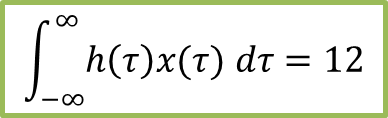 ∫_{-∞}^{∞} h(τ)x(τ) dτ = 12